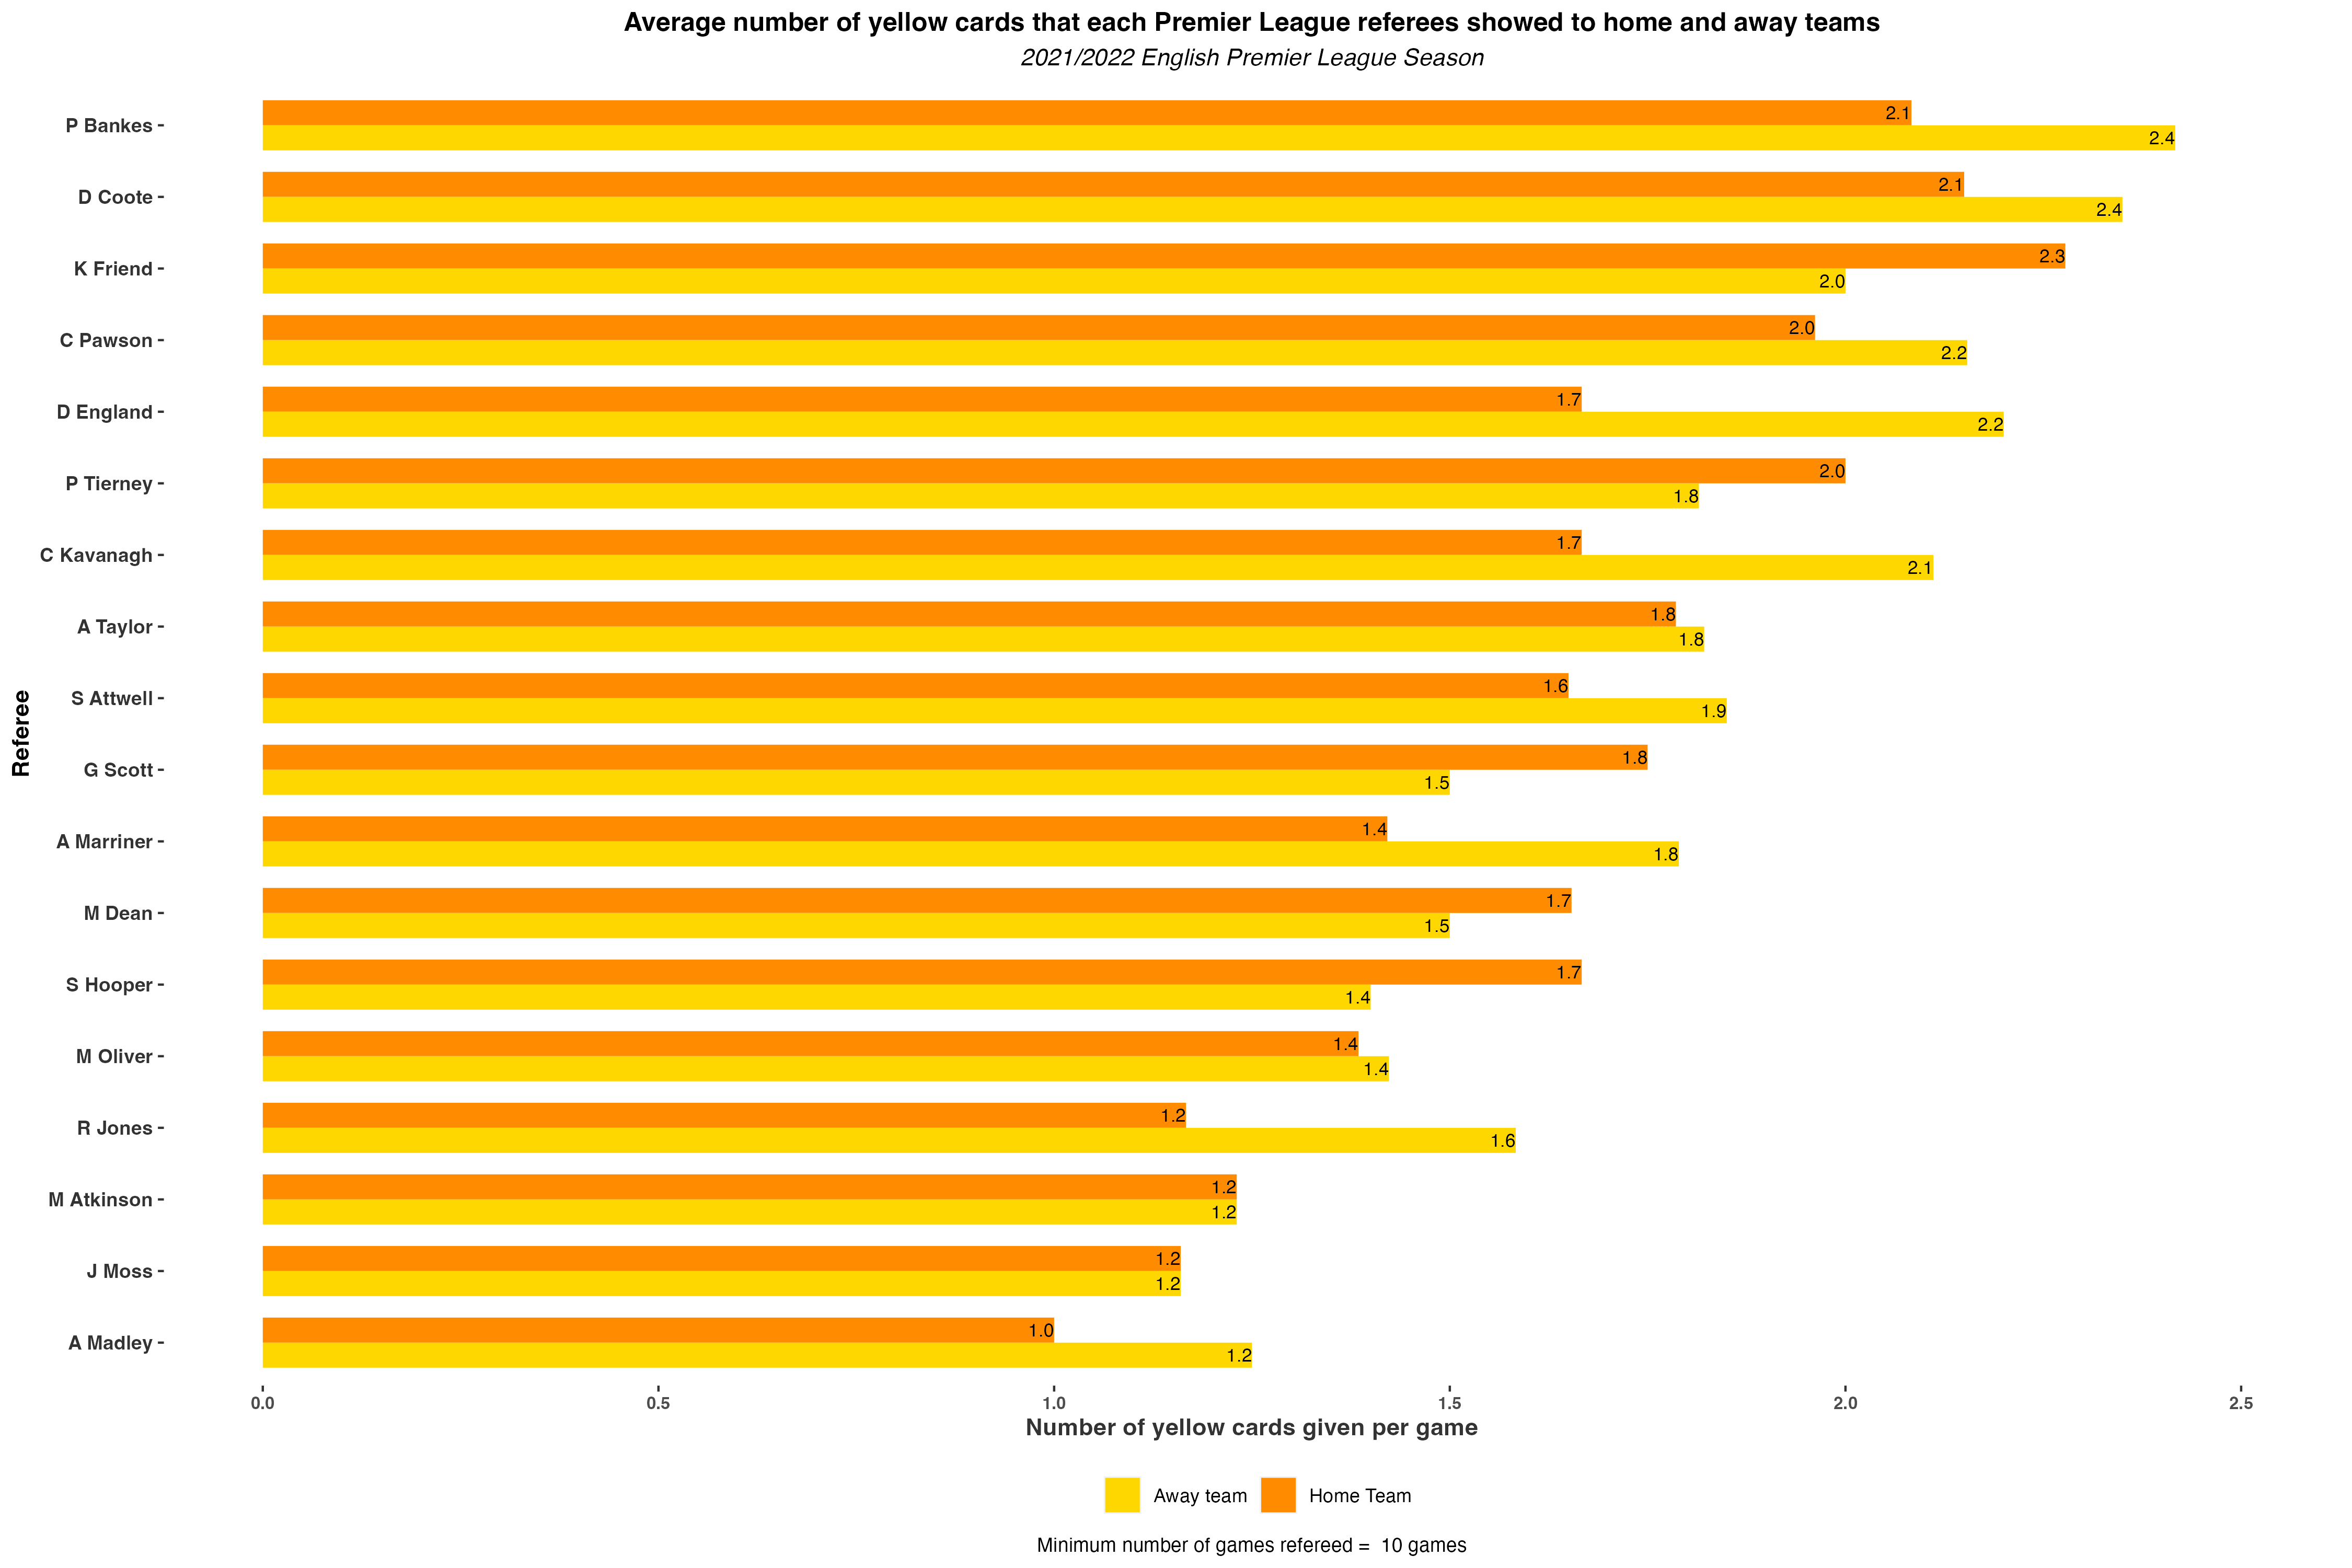 Average number of yellow cards that each Premier League referees showed to home and away teams
2021/2022 English Premier League Season
Referee
P Bankes
2.1
2.4
D Coote
2.1
2.4
K Friend
2.3
2.0
C Pawson
2.0
2.2
D England
1.7
2.2
P Tierney
2.0
1.8
C Kavanagh
1.7
2.1
A Taylor
1.8
1.8
S Attwell
1.6
1.9
G Scott
1.8
1.5
A Marriner
1.4
1.8
M Dean
1.7
1.5
S Hooper
1.7
1.4
M Oliver
1.4
1.4
R Jones
1.2
1.6
M Atkinson
1.2
1.2
J Moss
1.2
1.2
A Madley
1.0
1.2
0.0 0.5 1.0 1.5 2.0 2.5
Number of yellow cards given per game
Away team Home Team
Minimum number of games refereed = 10 games